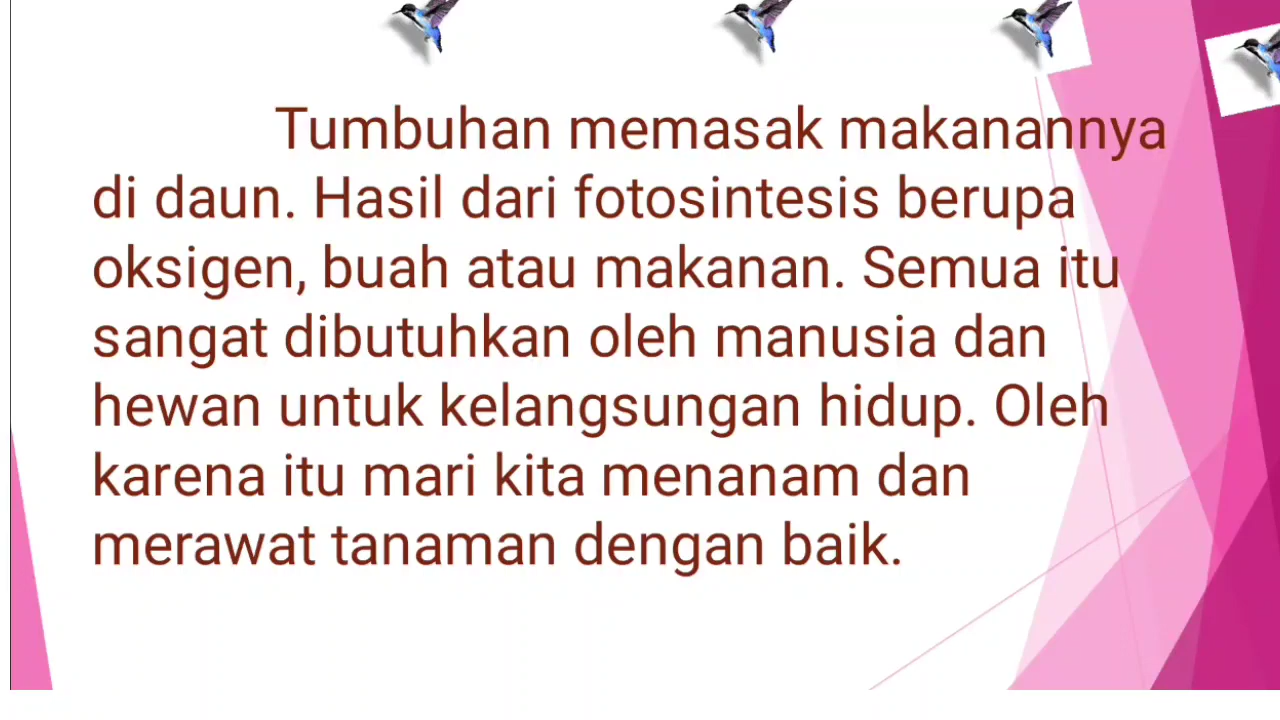 Tumbuhan memasak makanannya
di daun. Hasil dari fotosintesis berupa
oksigen, buah atau makanan. Semua itu
sangat dibutuhkan oleh manusia dan
hewan untuk kelangsungan hidup. Oleh
karena itu mari kita menanam dan
merawat tanaman dengan baik.